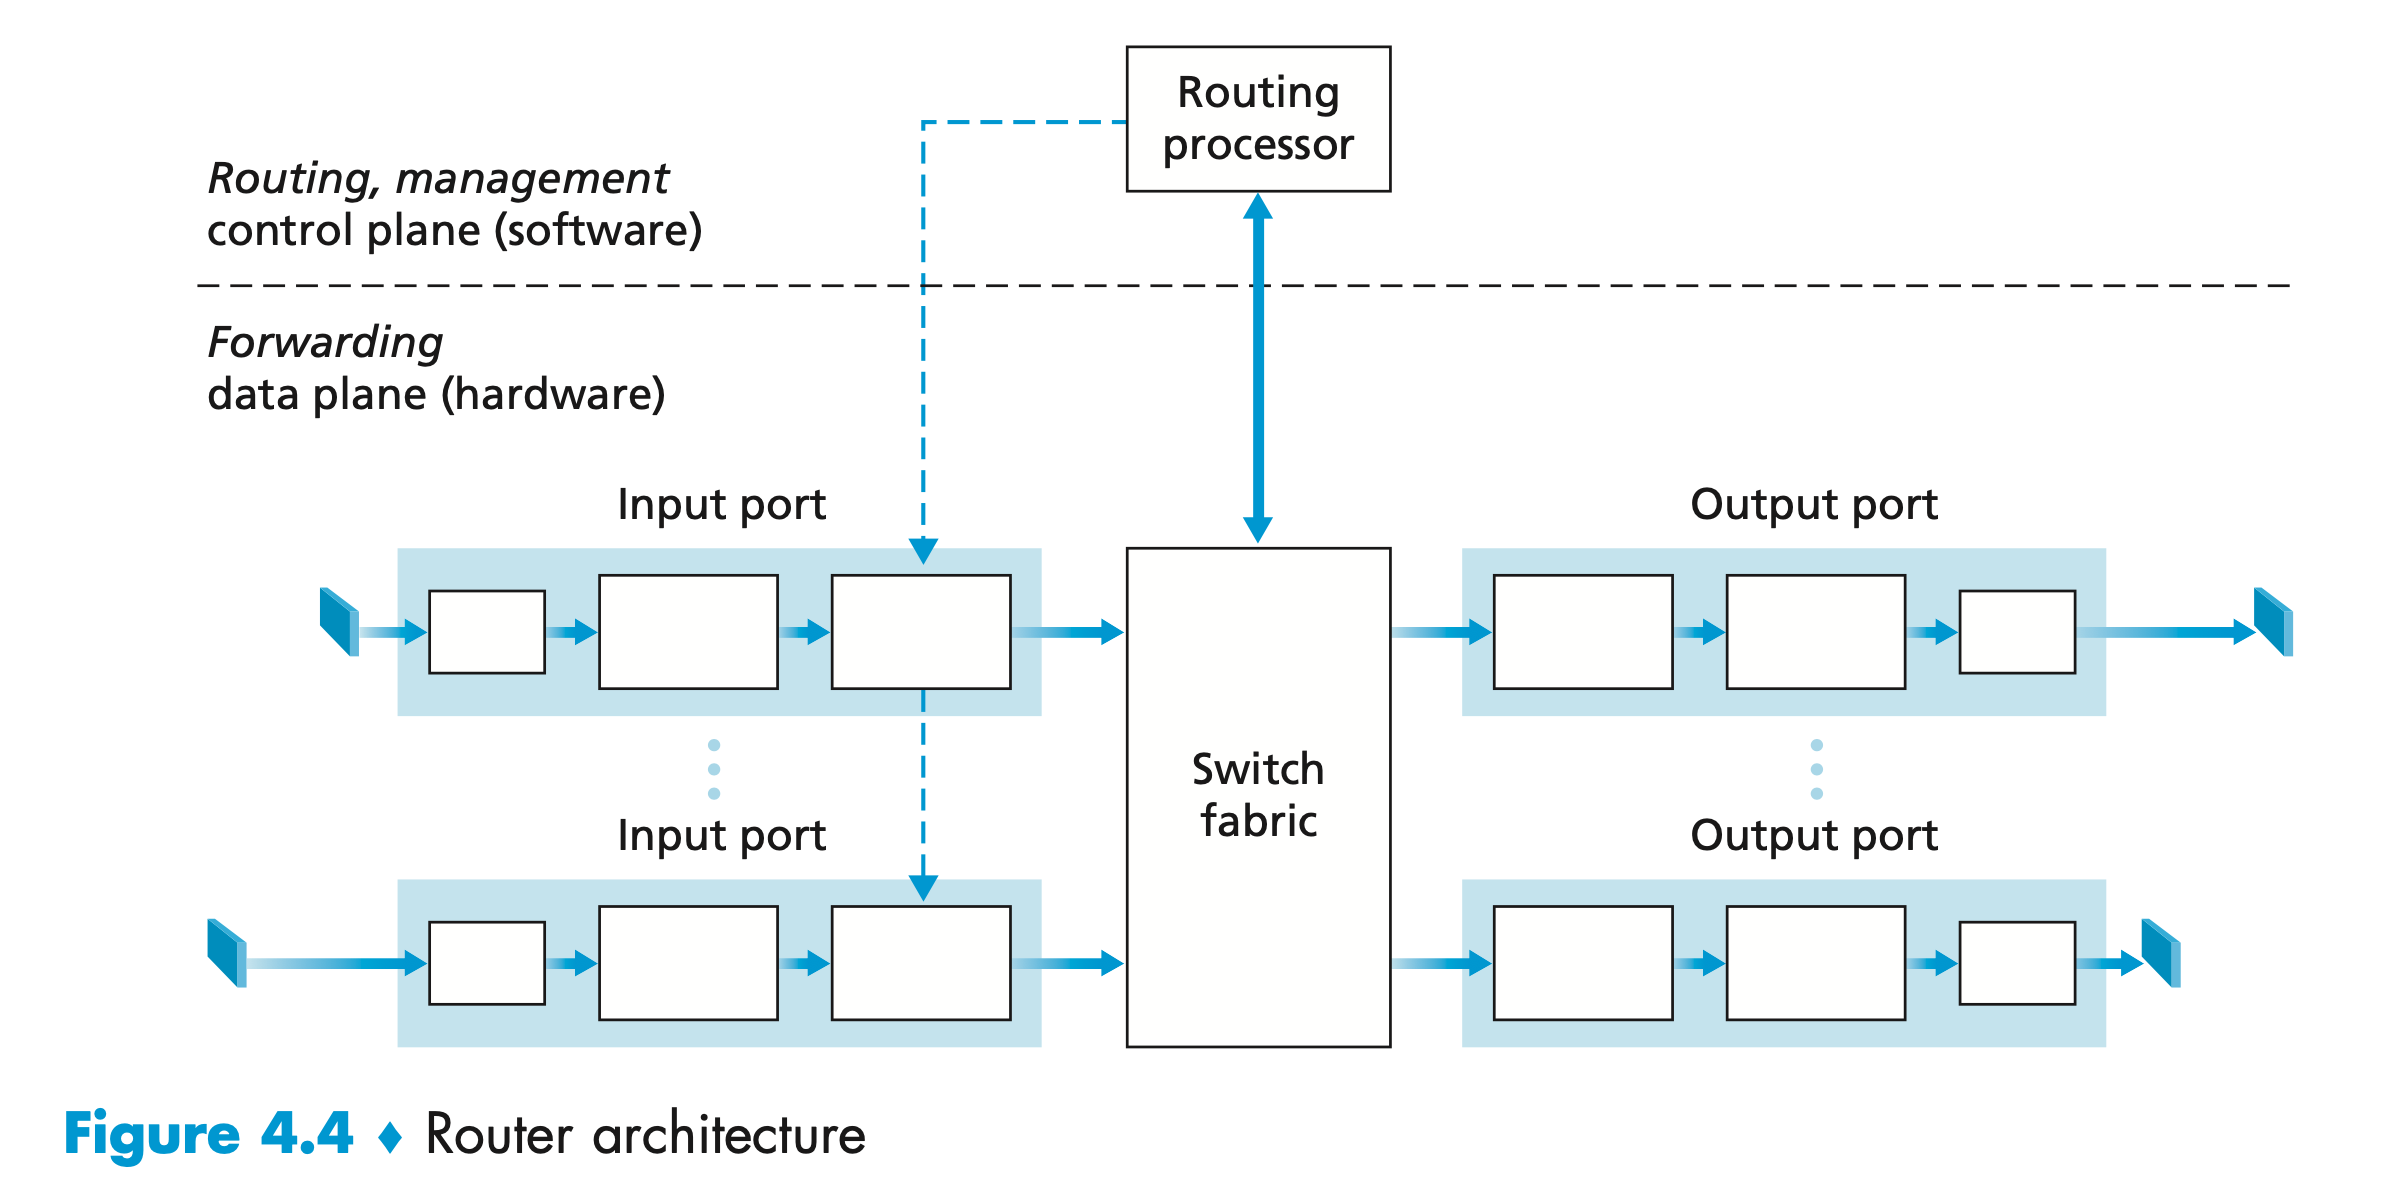 Routing
processor
Routing, management
control plane (software)
Forwarding
data plane (hardware)
Input port
Output port
Switch
fabric
Input port
Output port
Figure 4.4 ♦ Router architecture